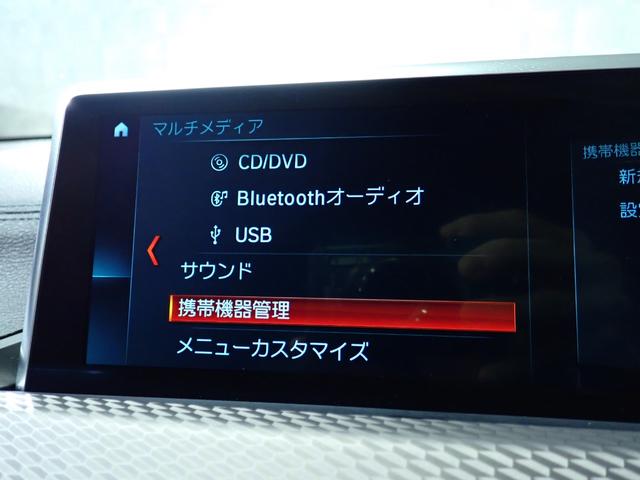 マルチメディア
CD/DVD
Bluetoothオーディオ
USB
サウンド
携帯機器管理
メニューカスタマイズ
携帯機器
新規
設定